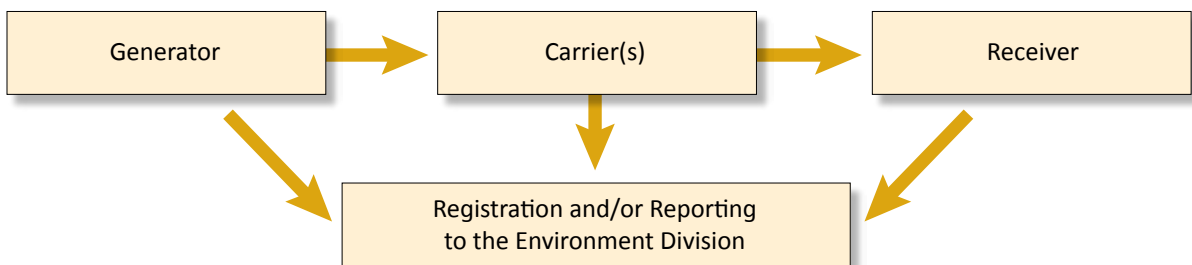 Generator
Carrier(s)
Receiver
Registration and/or Reporting
to the Environment Division